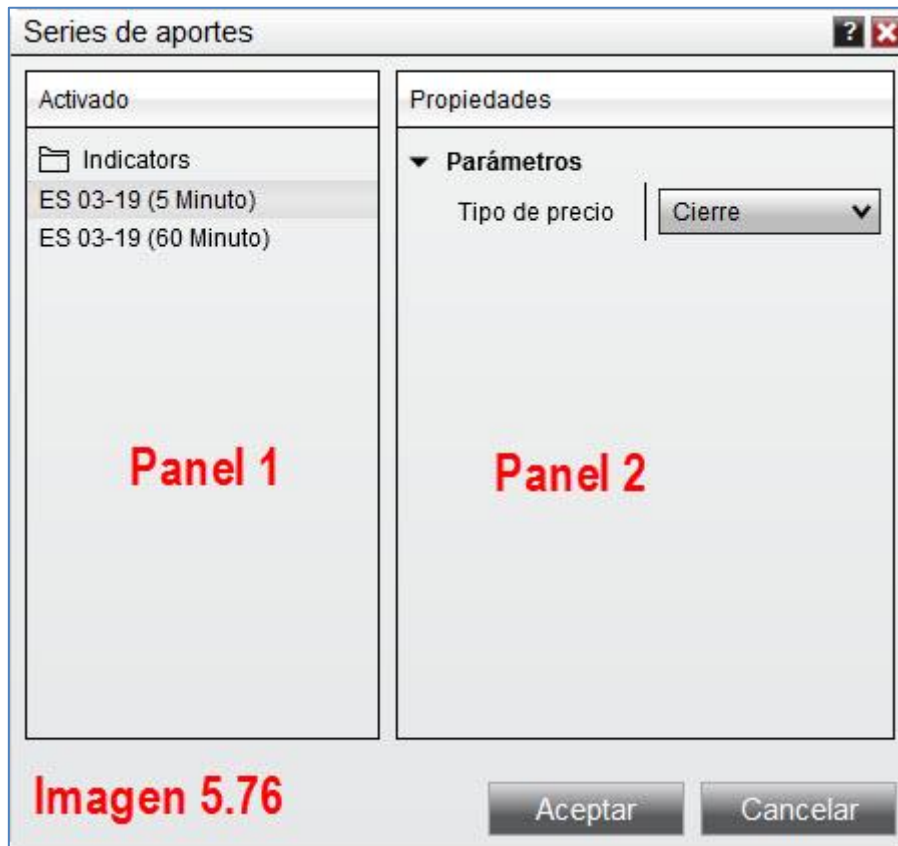 Series de aportes
?
Activado
Indicators
ES 03-19 (5 Minuto)
ES 03-19 (60 Minuto)
Panel 1
Propiedades
Parámetros
Tipo de precio
Cierre
Panel 2
Imagen 5.76
Aceptar
Cancelar